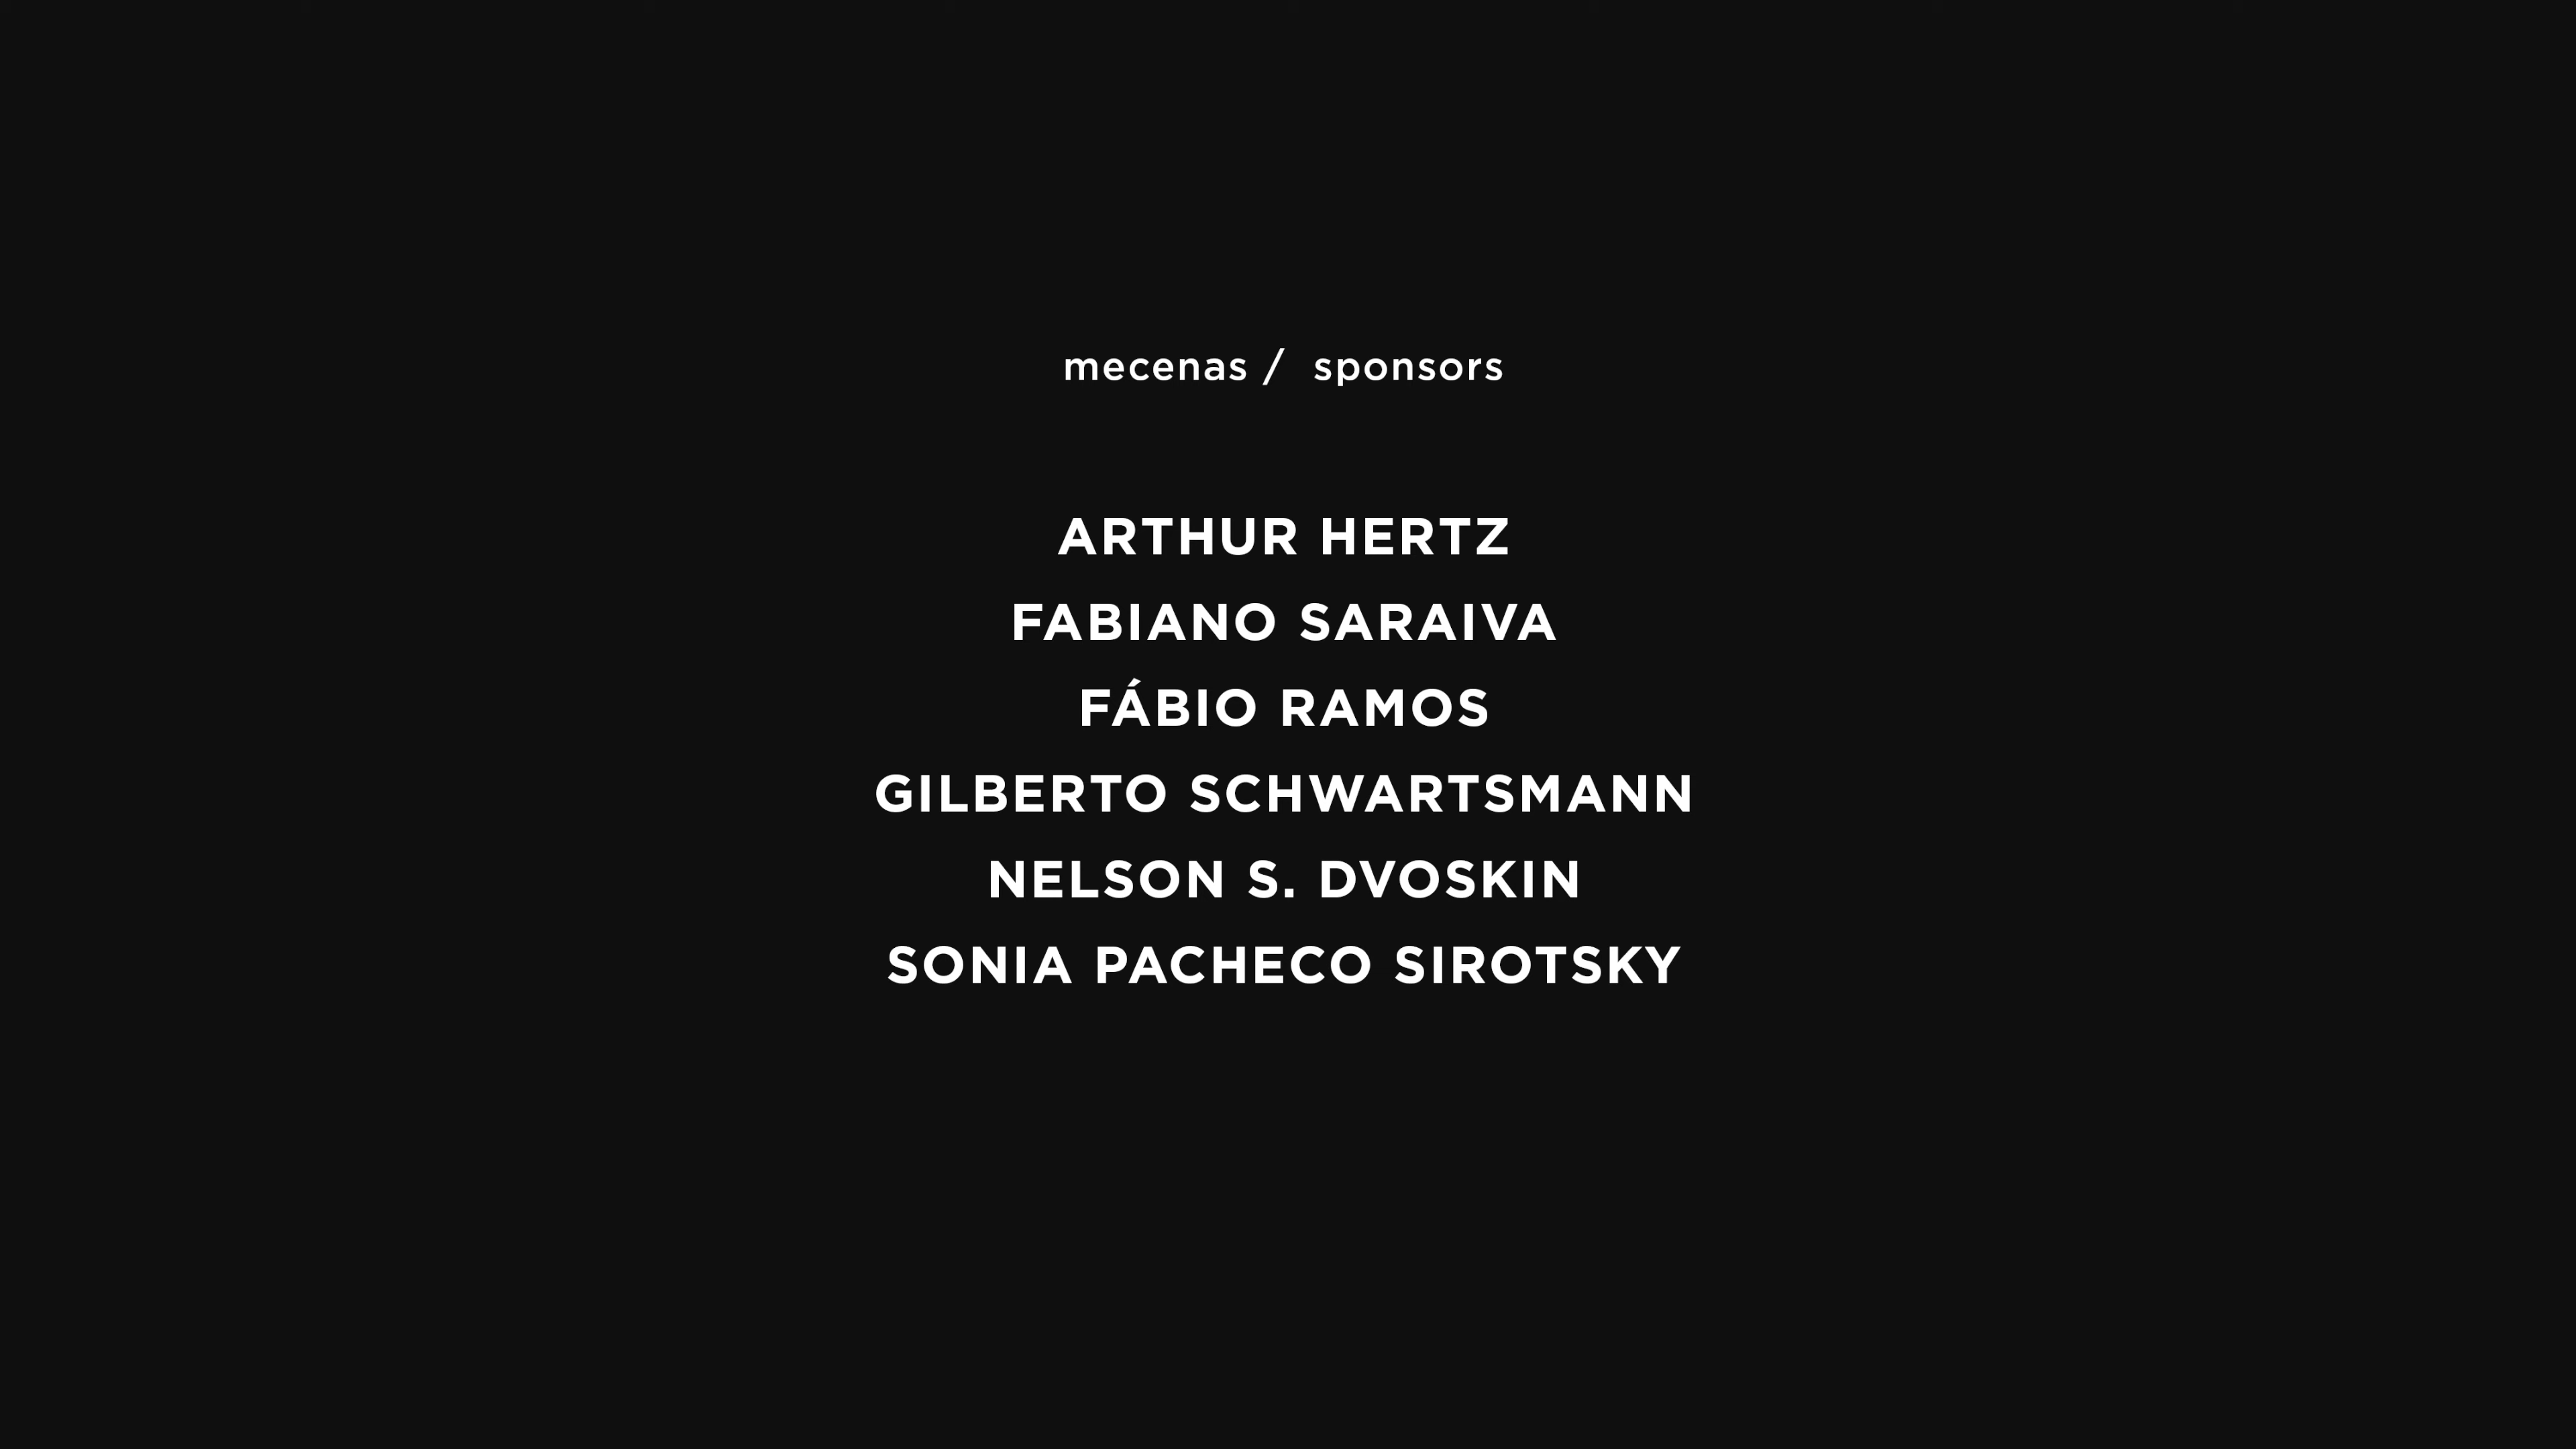 mecenas / sponsors
ARTHUR HERTZ
FABIANO SARAIVA
FÁBIO RAMOS
GILBERTO SCHWARTSMANN
NELSON S. DVOSKIN
SONIA PACHECO SIROTSKY